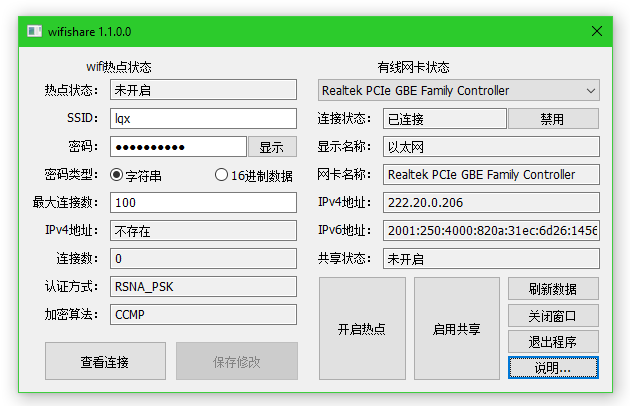 wifishare 1.1.0.0
wifi热点状态
热点状态： 未开启
SSID： lqx
密码： ●●●●●●●●●● 显示
密码类型： 字符串 16进制数据
最大连接数： 100
IPv4地址： 不存在
连接数： 0
认证方式： RSNA_PSK
加密算法： CCMP
查看连接 保存修改
有线网卡状态
Realtek PCIe GBE Family Controller
连接状态： 已连接 禁用
显示名称： 以太网
网卡名称： Realtek PCIe GBE Family Controller
IPv4地址： 222.20.0.206
IPv6地址： 2001:250:4000:820a:31ec:6d26:1456
共享状态： 未开启
开启热点 启用共享
刷新数据
关闭窗口
退出程序
说明...